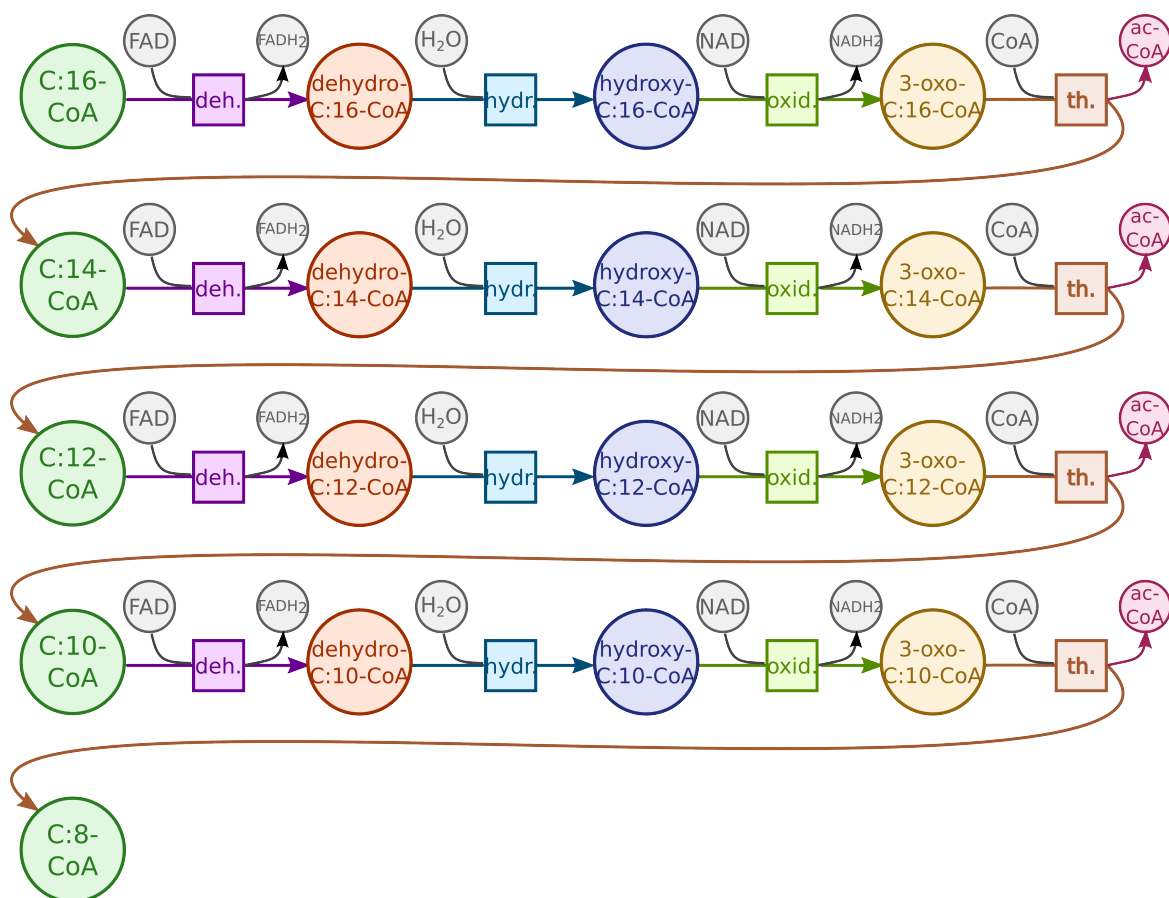 FAD
FADH2
H2O
NAD
NADH2
CoA
ac-
CoA
C:16-
CoA
deh.
dehydro-
C:16-CoA
hydr.
hydroxy-
C:16-CoA
oxid.
3-oxo-
C:16-CoA
th.
FAD
FADH2
H2O
NAD
NADH2
CoA
ac-
CoA
C:14-
CoA
deh.
dehydro-
C:14-CoA
hydr.
hydroxy-
C:14-CoA
oxid.
3-oxo-
C:14-CoA
th.
FAD
FADH2
H2O
NAD
NADH2
CoA
ac-
CoA
C:12-
CoA
deh.
dehydro-
C:12-CoA
hydr.
hydroxy-
C:12-CoA
oxid.
3-oxo-
C:12-CoA
th.
FAD
FADH2
H2O
NAD
NADH2
CoA
ac-
CoA
C:10-
CoA
deh.
dehydro-
C:10-CoA
hydr.
hydroxy-
C:10-CoA
oxid.
3-oxo-
C:10-CoA
th.
C:8-
CoA